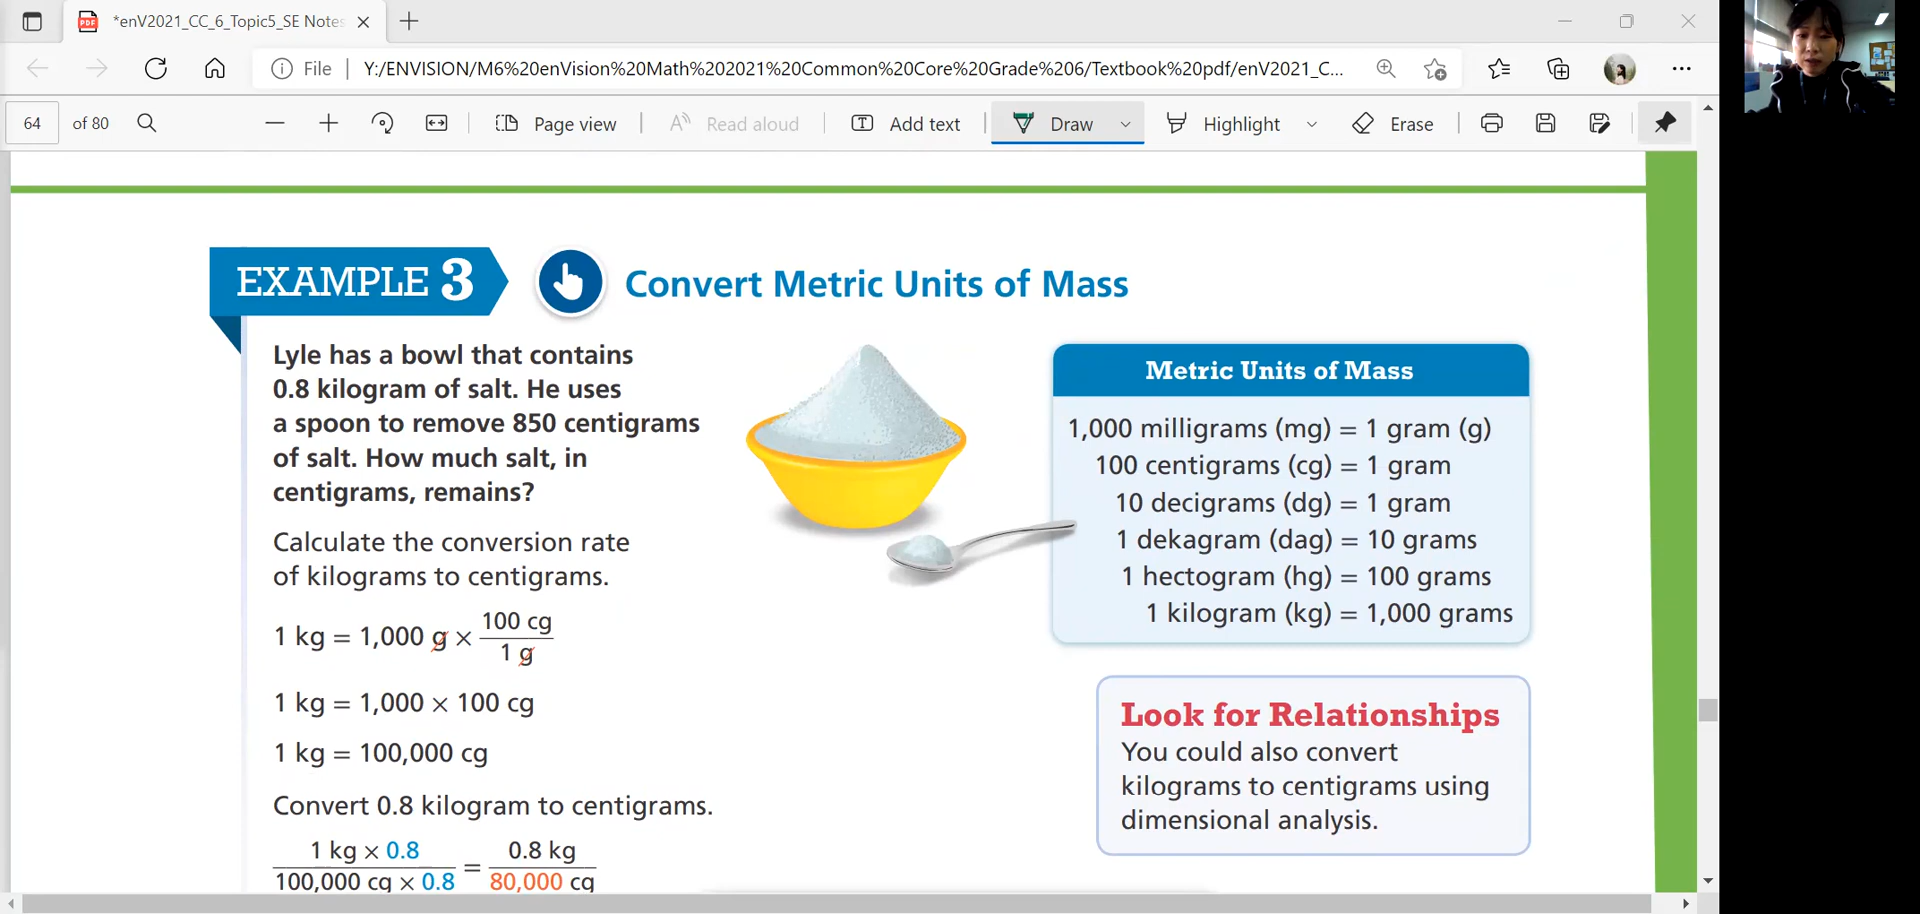 *enV2021_CC_6_Topic5_SE Notes
File
Y:/ENVISION/M6%20enVision%20Math%202021%20Common%20Core%20Grade%206/Textbook%20pdf/enV2021_C...
64 of 80
Page view
Read aloud
Add text
Draw
Highlight
Erase
EXAMPLE 3
Convert Metric Units of Mass
Lyle has a bowl that contains
0.8 kilogram of salt. He uses
a spoon to remove 850 centigrams
of salt. How much salt, in
centigrams, remains?
Calculate the conversion rate
of kilograms to centigrams.
1 kg = 1,000 g × 100 cg / 1 g
1 kg = 1,000 × 100 cg
1 kg = 100,000 cg
Convert 0.8 kilogram to centigrams.
1 kg × 0.8 / 100,000 cg × 0.8 = 0.8 kg / 80,000 cg
Metric Units of Mass
1,000 milligrams (mg) = 1 gram (g)
100 centigrams (cg) = 1 gram
10 decigrams (dg) = 1 gram
1 dekagram (dag) = 10 grams
1 hectogram (hg) = 100 grams
1 kilogram (kg) = 1,000 grams
Look for Relationships
You could also convert
kilograms to centigrams using
dimensional analysis.